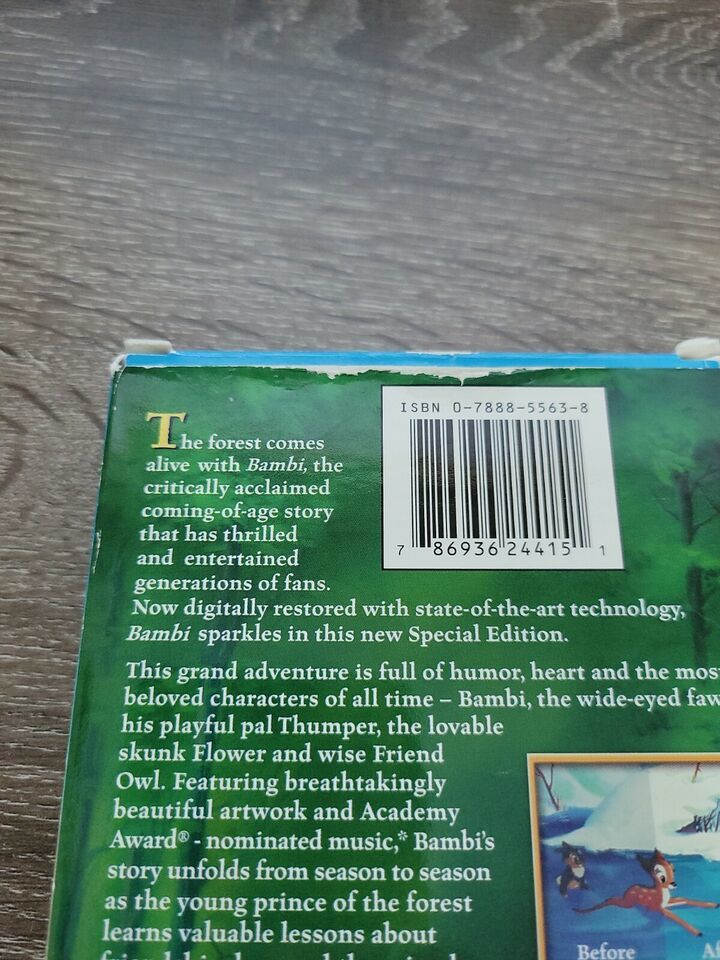 ISBN 0-7888-5563-8
7 86936 24415 1
The forest comes
alive with Bambi, the
critically acclaimed
coming-of-age story
that has thrilled
and entertained
generations of fans.
Now digitally restored with state-of-the-art technology,
Bambi sparkles in this new Special Edition.
This grand adventure is full of humor, heart and the most
beloved characters of all time – Bambi, the wide-eyed faw
his playful pal Thumper, the lovable
skunk Flower and wise Friend
Owl. Featuring breathtakingly
beautiful artwork and Academy
Award® - nominated music,* Bambi's
story unfolds from season to season
as the young prince of the forest
learns valuable lessons about
Before